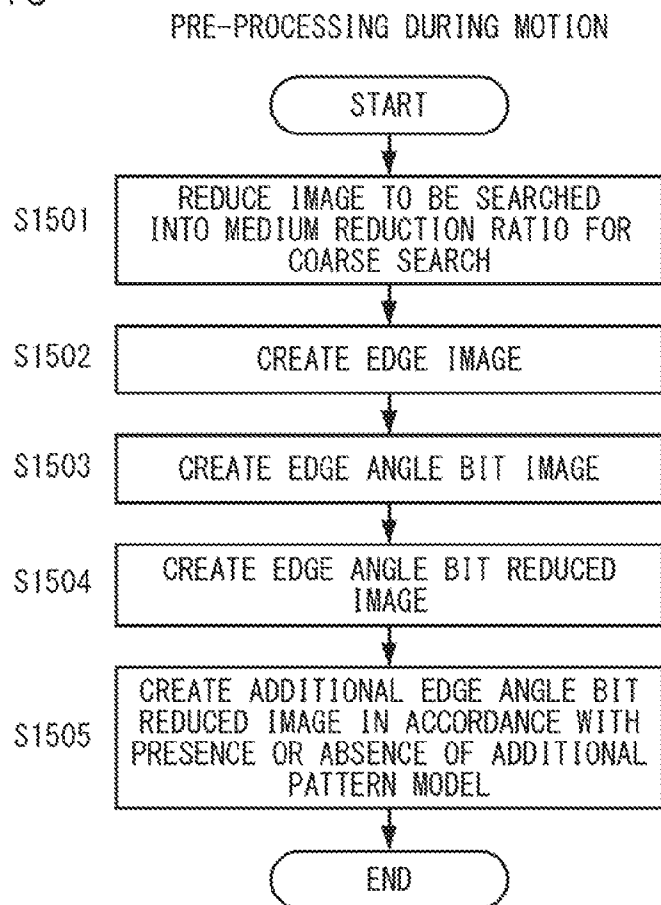 PRE-PROCESSING DURING MOTION
START
S1501
REDUCE IMAGE TO BE SEARCHED
INTO MEDIUM REDUCTION RATIO FOR
COARSE SEARCH
S1502
CREATE EDGE IMAGE
S1503
CREATE EDGE ANGLE BIT IMAGE
S1504
CREATE EDGE ANGLE BIT REDUCED
IMAGE
S1505
CREATE ADDITIONAL EDGE ANGLE BIT
REDUCED IMAGE IN ACCORDANCE WITH
PRESENCE OR ABSENCE OF ADDITIONAL
PATTERN MODEL
END